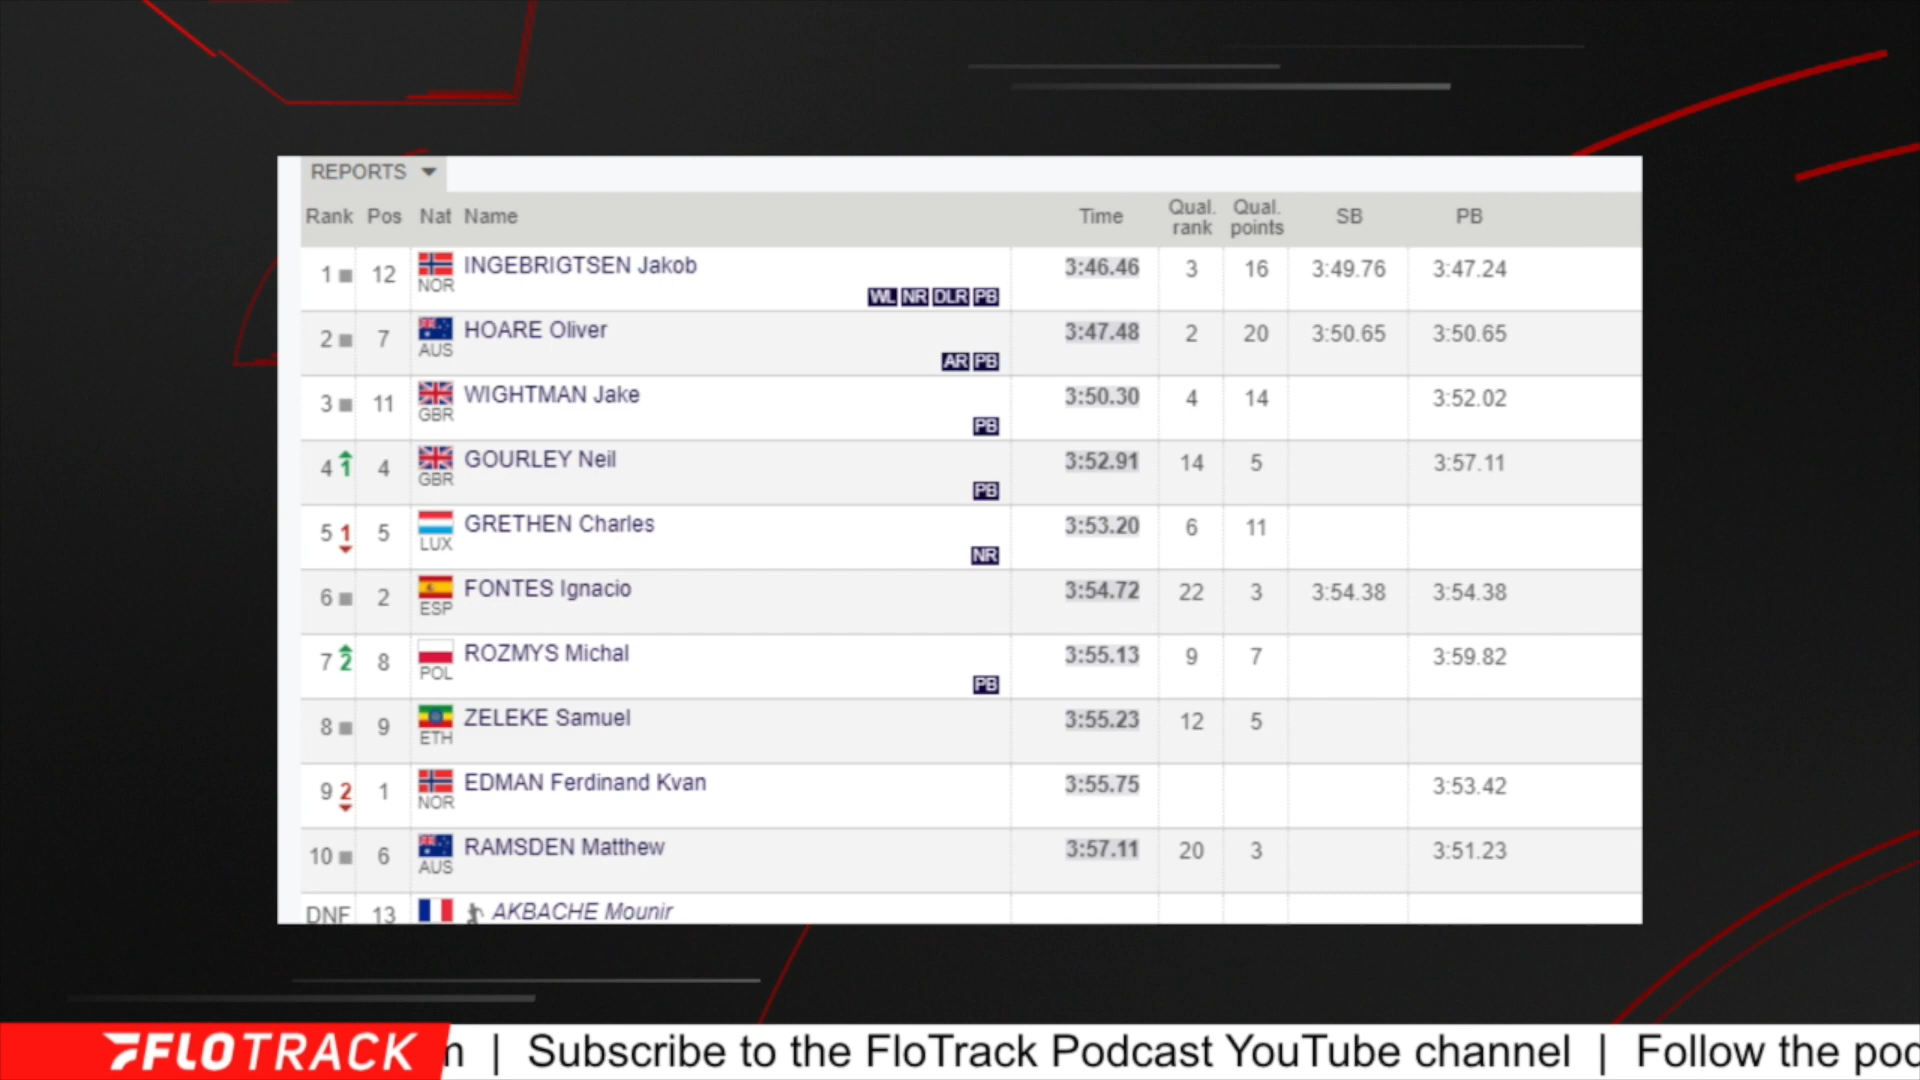 REPORTS
Rank Pos Nat Name Time Qual. rank Qual. points SB PB
1 12 NOR INGEBRIGTSEN Jakob WL NR DLR PB 3:46.46 3 16 3:49.76 3:47.24
2 7 AUS HOARE Oliver AR PB 3:47.48 2 20 3:50.65 3:50.65
3 11 GBR WIGHTMAN Jake PB 3:50.30 4 14 3:52.02
4 1 4 GBR GOURLEY Neil PB 3:52.91 14 5 3:57.11
5 1 5 LUX GRETHEN Charles NR 3:53.20 6 11
6 2 ESP FONTES Ignacio 3:54.72 22 3 3:54.38 3:54.38
7 2 8 POL ROZMYS Michal PB 3:55.13 9 7 3:59.82
8 9 ETH ZELEKE Samuel 3:55.23 12 5
9 2 1 NOR EDMAN Ferdinand Kvan 3:55.75 3:53.42
10 6 AUS RAMSDEN Matthew 3:57.11 20 3 3:51.23
DNF 13 AKBACHE Mounir
FLOTRACK m | Subscribe to the FloTrack Podcast YouTube channel | Follow the pod